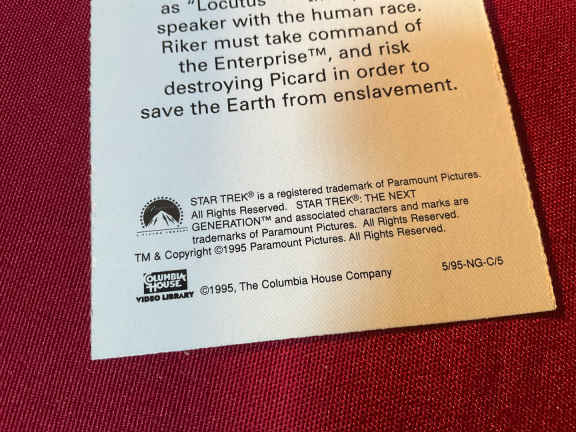 as "Locutus"
speaker with the human race.
Riker must take command of
the Enterprise™, and risk
destroying Picard in order to
save the Earth from enslavement.
STAR TREK® is a registered trademark of Paramount Pictures.
All Rights Reserved. STAR TREK®: THE NEXT
GENERATION™ and associated characters and marks are
trademarks of Paramount Pictures. All Rights Reserved.
TM & Copyright ©1995 Paramount Pictures. All Rights Reserved.
COLUMBIA
HOUSE
VIDEO LIBRARY
©1995, The Columbia House Company
5/95-NG-C/5